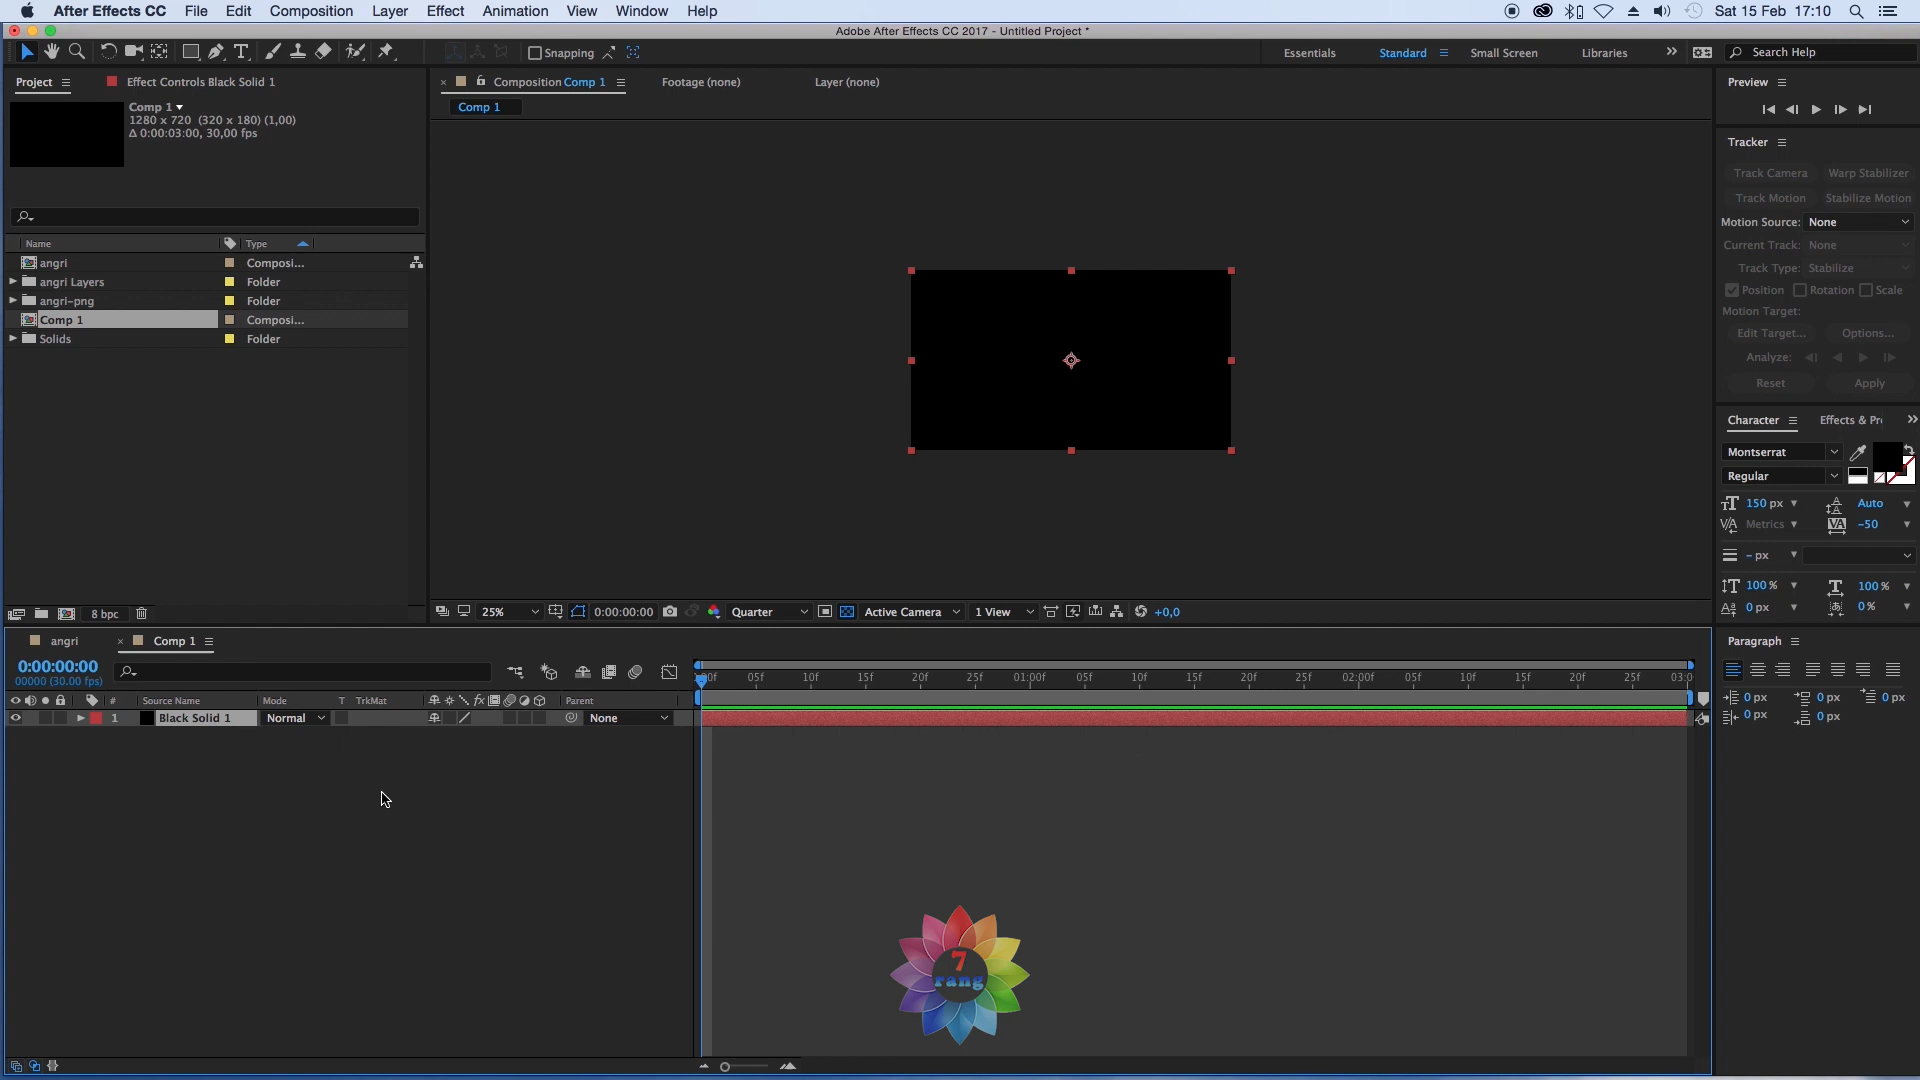 After EffectS CC File Edit Composition Layer Effect Animation View Window Help Sat 15 Feb 17:10
Adobe After Effects CC 2017 - Untitled Project *
Snapping Essentials Standard Small Screen Libraries Search Help
Project Effect Controls Black Solid 1 Composition Comp 1 Footage (none) Layer (none) Preview
Comp 1
1280 x 720 (320 x 180) (1,00)
Δ 0:00:03:00, 30,00 fps
Comp 1
Tracker
Track Camera Warp Stabilizer
Track Motion Stabilize Motion
Motion Source: None
Current Track: None
Track Type: Stabilize
Position Rotation Scale
Motion Target:
Edit Target... Options...
Analyze:
Reset Apply
Name Type
angri Composi...
angri Layers Folder
angri-png Folder
Comp 1 Composi...
Solids Folder
Character Effects & Pr
Montserrat
Regular
150 px Auto
Metrics -50
- px
100 % 100 %
0 px 0 %
8 bpc 25% 0:00:00:00 Quarter Active Camera 1 View +0,0
angri Comp 1
0:00:00:00
00000 (30.00 fps)
05f 10f 15f 20f 25f 01:00f 05f 10f 15f 20f 25f 02:00f 05f 10f 15f 20f 25f 03:0
# Source Name Mode T TrkMat Parent
1 Black Solid 1 Normal None
Paragraph
0 px 0 px 0 px
0 px 0 px
7
rang